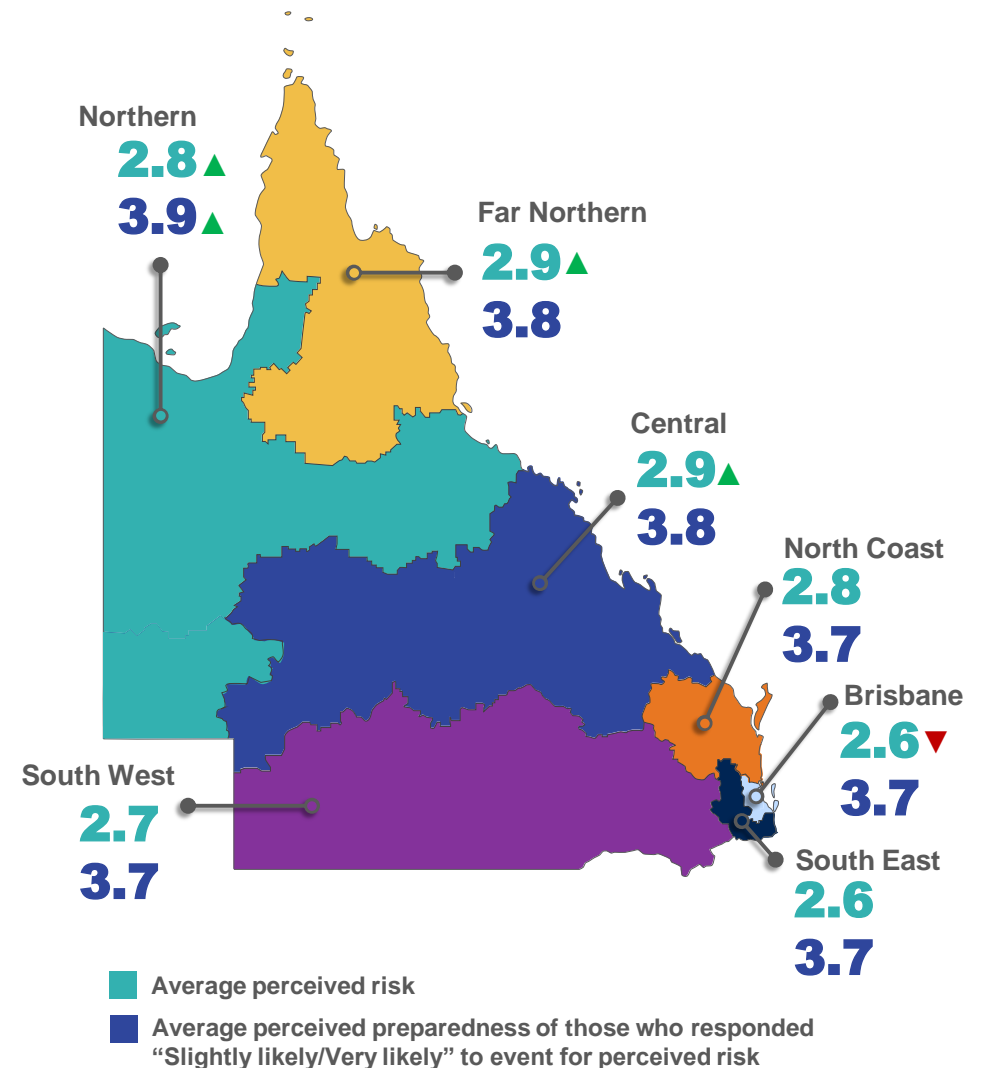 Northern
2.8▲
3.9▲
Far Northern
2.9▲
3.8
Central
2.9▲
3.8
North Coast
2.8
3.7
Brisbane
2.6▼
3.7
South West
2.7
3.7
South East
2.6
3.7
Average perceived risk
Average perceived preparedness of those who responded
“Slightly likely/Very likely” to event for perceived risk